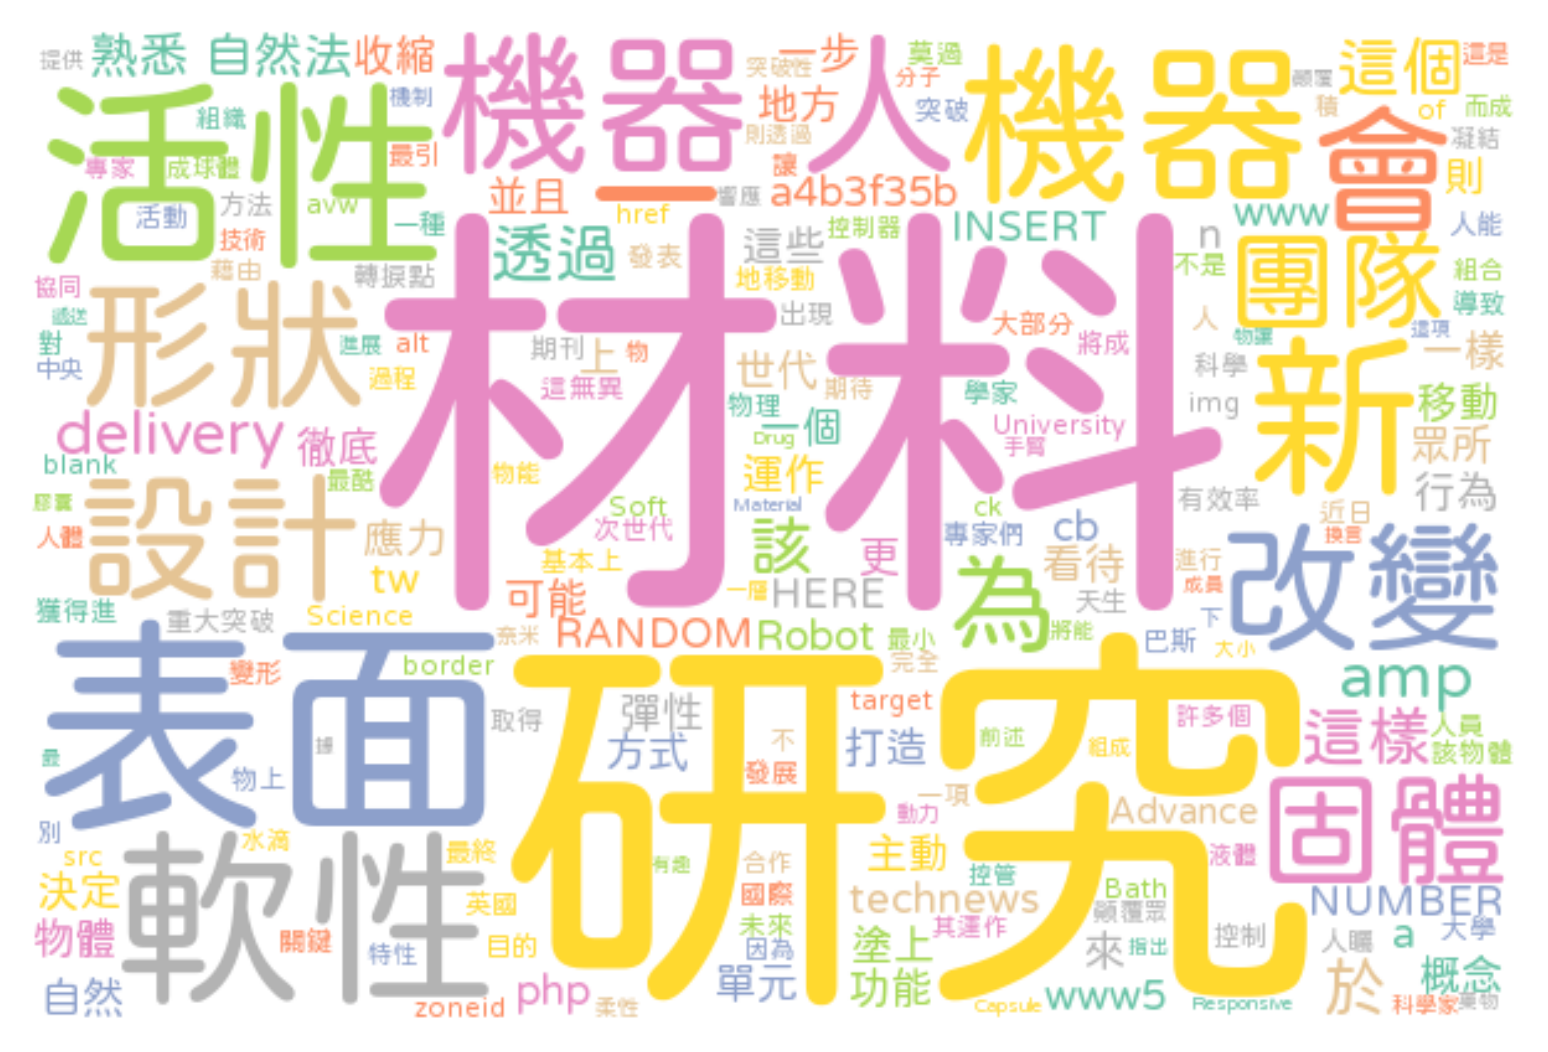 提供 熟悉 自然法 收縮 機器人 突破性 一步 莫過 機器 顛覆 這個 這是
活性 組織 機制 地方 分子 突破 積 of 而成
專家 成球體 最引 則透過 讓 會 凝結 則
活動 方法 avw 一種 並且 一 href 響應 a4b3f35b www 人能
技術 藉由 轉捩點 透過 發表 這些 控制器 INSERT n 不是 團隊 組合
協同 形狀 材料 地移動 出現 大部分 人 導致
遞送 對 進展 alt 期刊 上 物 將成 物讓 這項 一樣
中央 過程 這無異 世代 期待 學家 科學 新 移動
delivery 徹底 物理 一個 Drug University 手臂 img 眾所
blank 最酷 物能 運作 有效率 行為
膠囊 設計 Soft Material ck 近日
人體 應力 次世代 該 更 專家們 cb 換言 改變
tw 基本上 看待 進行 成員
獲得進 可能 一層 HERE 為 天生 下
重大突破 Science 奈米 RANDOM Robot 最小 將能 巴斯 大小
表面 變形 border 完全 amp
取得 彈性 target 許多個 這樣 人員
最 據 方式 不 打造 前述 組成 該物體
物上 研究 發展 一項 固體
別 水滴 動力 Advance
src 軟性 最終 有趣 合作 主動 控管 液體
決定 英國 國際 technews Bath NUMBER
物體 關鍵 特性 目的 未來 因為 塗上 其運作 顛覆眾 控制 人矚 a 大學
自然 單元 功能 來 指出 於 概念
zoneid php 柔性 Capsule www5 Responsive 科學家 藥物